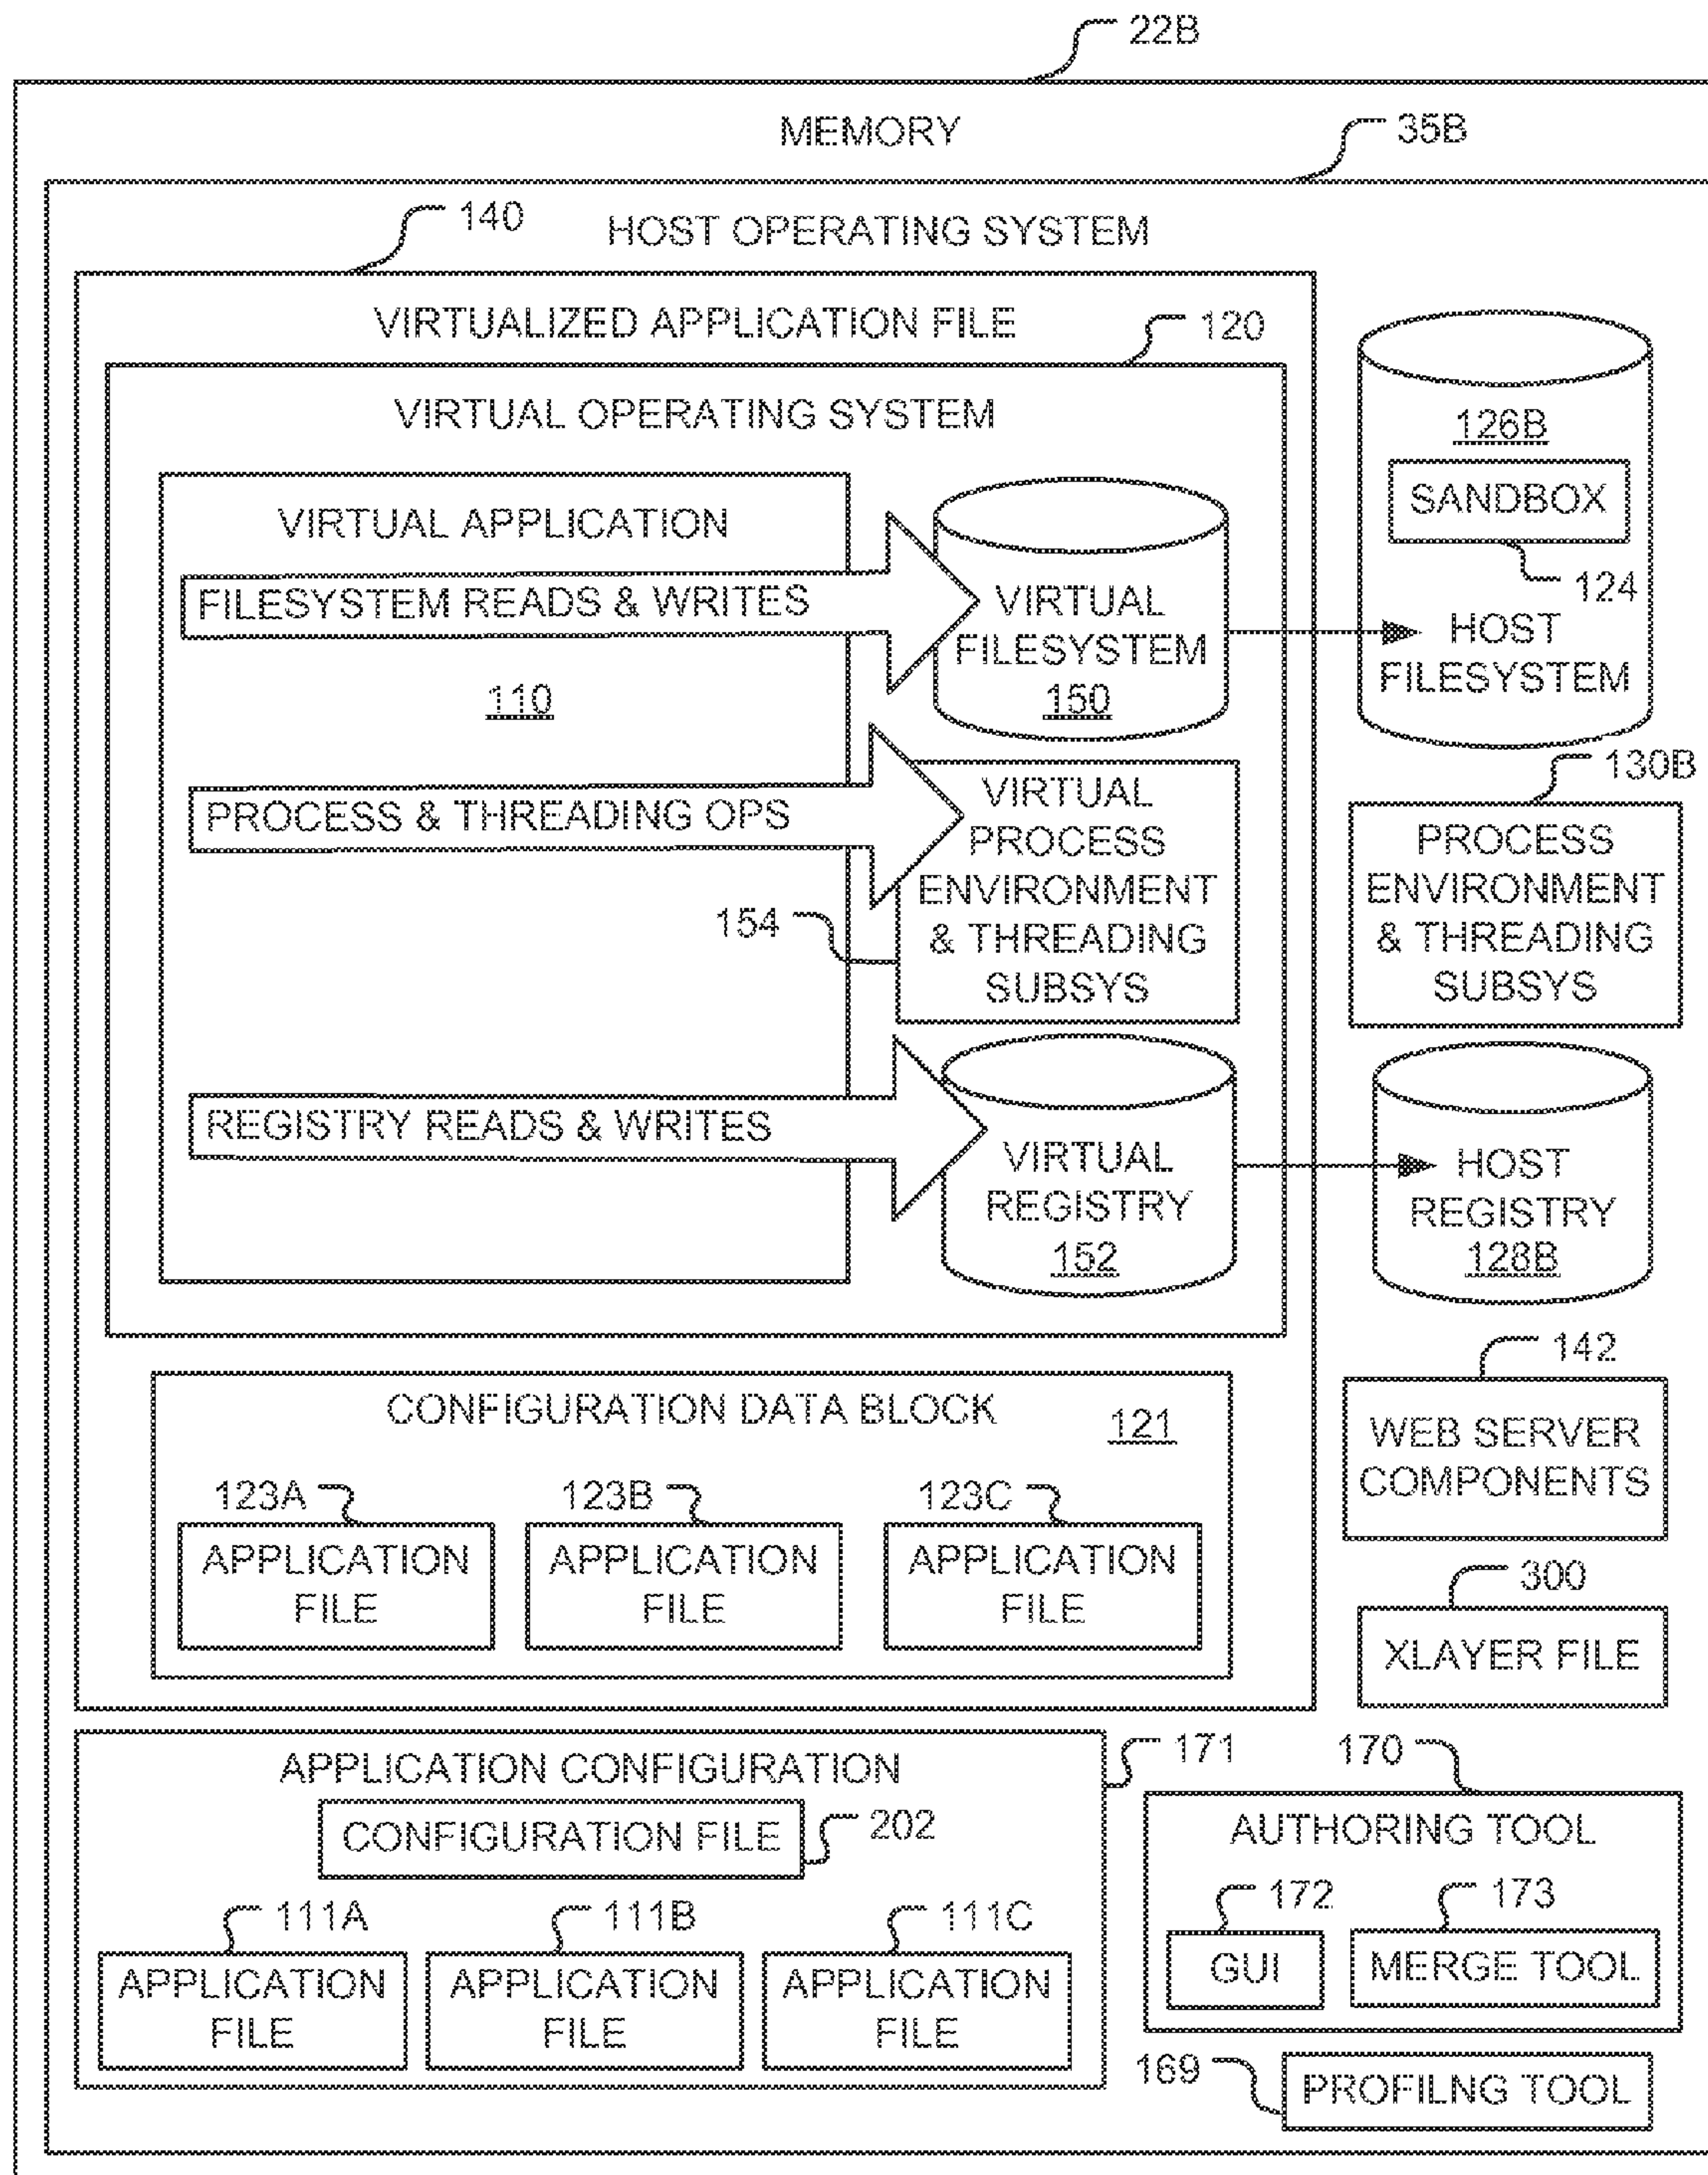 22B
MEMORY
35B
140
HOST OPERATING SYSTEM
VIRTUALIZED APPLICATION FILE
120
VIRTUAL OPERATING SYSTEM
126B
SANDBOX
124
HOST
FILESYSTEM
VIRTUAL APPLICATION
FILESYSTEM READS & WRITES
110
VIRTUAL
FILESYSTEM
150
PROCESS & THREADING OPS
154
VIRTUAL
PROCESS
ENVIRONMENT
& THREADING
SUBSYS
130B
PROCESS
ENVIRONMENT
& THREADING
SUBSYS
REGISTRY READS & WRITES
VIRTUAL
REGISTRY
152
HOST
REGISTRY
128B
142
WEB SERVER
COMPONENTS
CONFIGURATION DATA BLOCK
121
123A
123B
123C
APPLICATION
FILE
APPLICATION
FILE
APPLICATION
FILE
300
XLAYER FILE
APPLICATION CONFIGURATION
171
CONFIGURATION FILE
202
111A
111B
111C
APPLICATION
FILE
APPLICATION
FILE
APPLICATION
FILE
170
AUTHORING TOOL
172
173
GUI
MERGE TOOL
169
PROFILNG TOOL